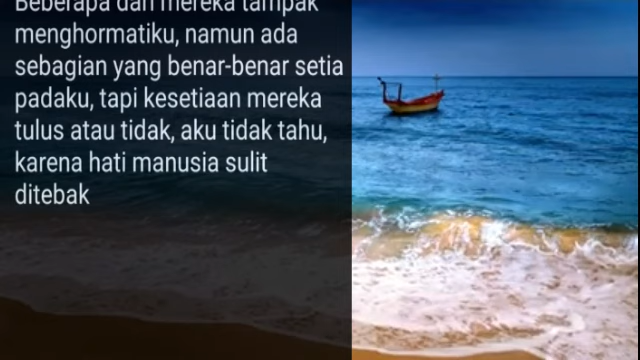 Beberapa dari mereka tampak
menghormatiku, namun ada
sebagian yang benar-benar setia
padaku, tapi kesetiaan mereka
tulus atau tidak, aku tidak tahu,
karena hati manusia sulit
ditebak